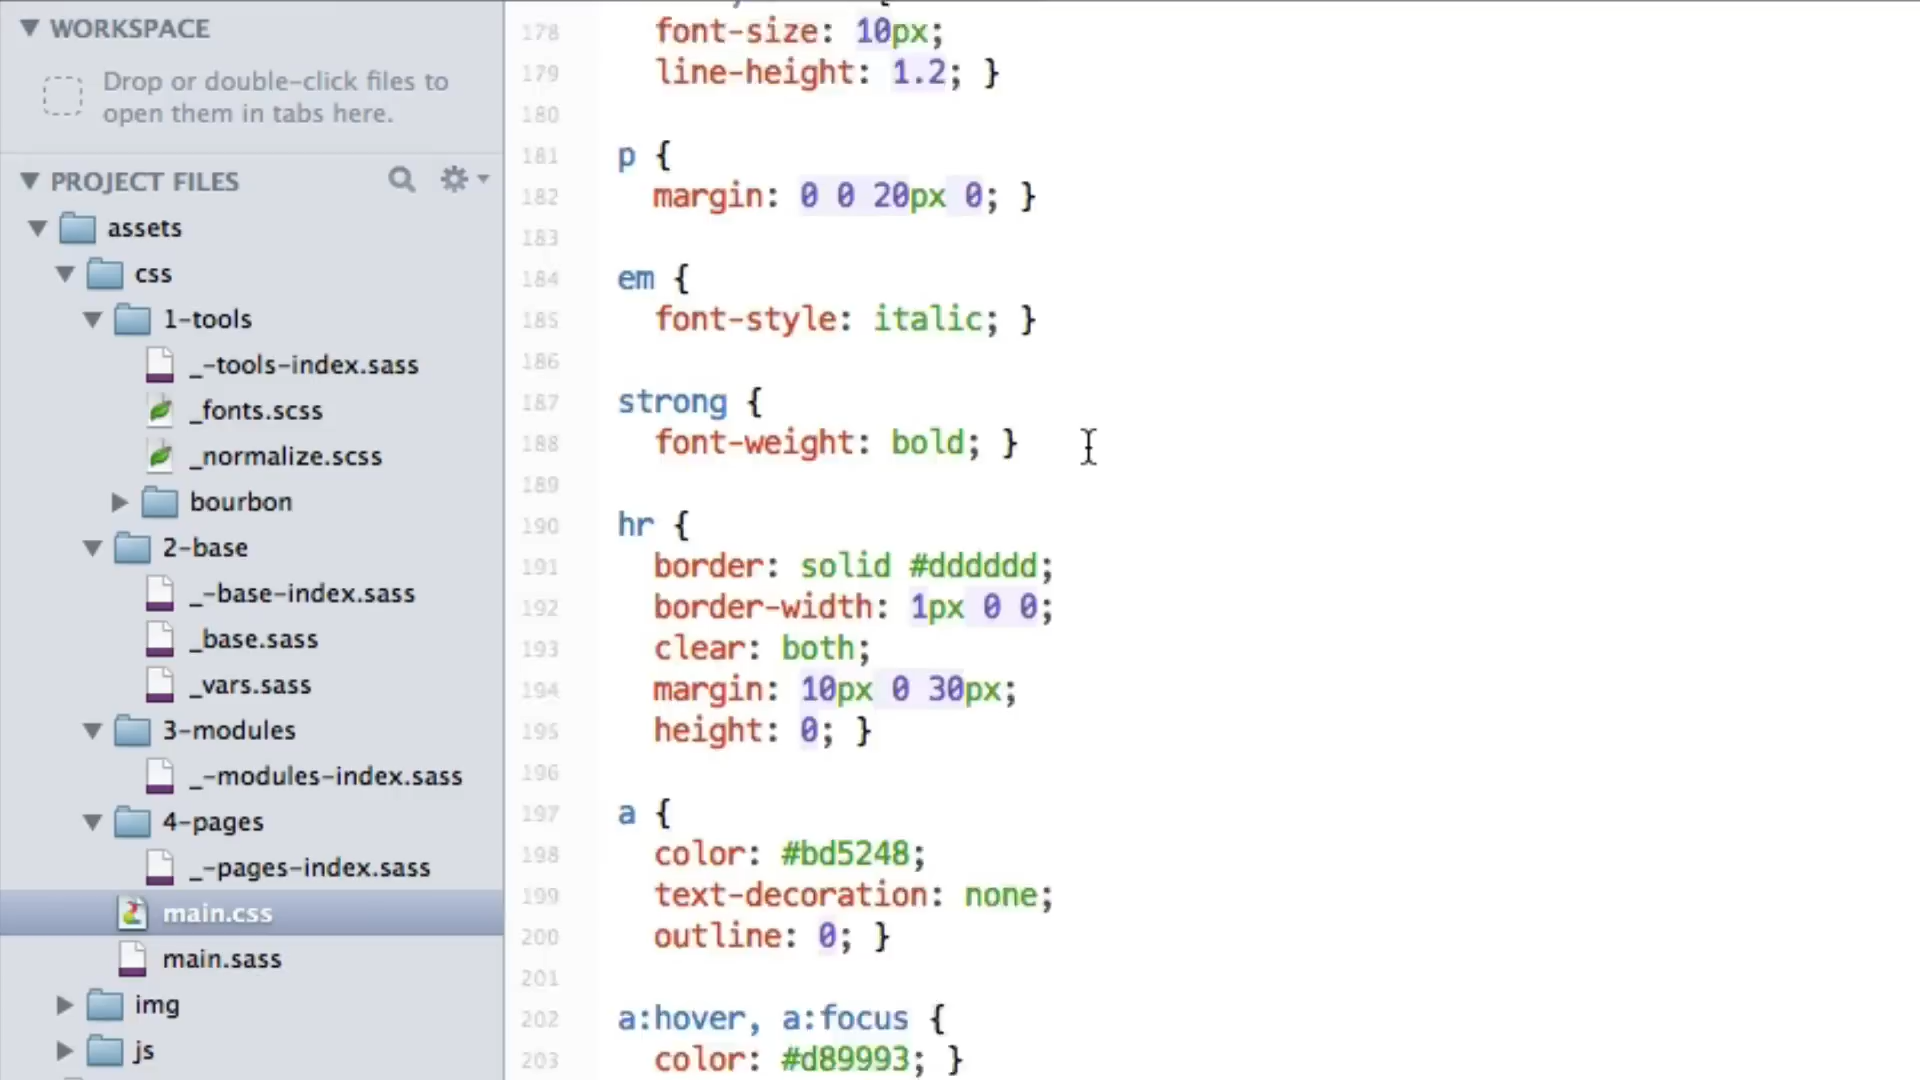 WORKSPACE
Drop or double-click files to
open them in tabs here.
PROJECT FILES
assets
css
1-tools
_-tools-index.sass
_fonts.scss
_normalize.scss
bourbon
2-base
_-base-index.sass
_base.sass
_vars.sass
3-modules
_-modules-index.sass
4-pages
_-pages-index.sass
main.css
main.sass
img
js
178 font-size: 10px;
179 line-height: 1.2; }
180
181 p {
182 margin: 0 0 20px 0; }
183
184 em {
185 font-style: italic; }
186
187 strong {
188 font-weight: bold; }
189
190 hr {
191 border: solid #dddddd;
192 border-width: 1px 0 0;
193 clear: both;
194 margin: 10px 0 30px;
195 height: 0; }
196
197 a {
198 color: #bd5248;
199 text-decoration: none;
200 outline: 0; }
201
202 a:hover, a:focus {
203 color: #d89993; }